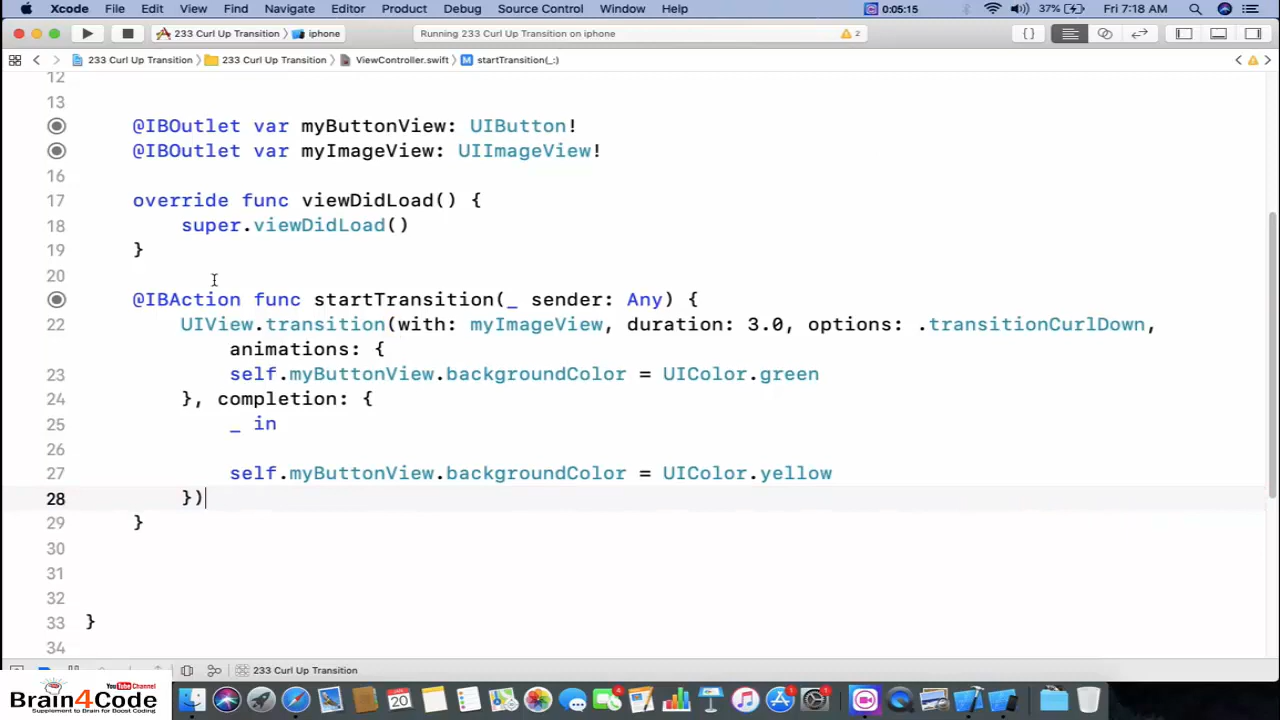 Xcode File Edit View Find Navigate Editor Product Debug Source Control Window Help 00:05:15 37% Fri 7:18 AM
233 Curl Up Transition iphone Running 233 Curl Up Transition on iphone 2
233 Curl Up Transition 233 Curl Up Transition ViewController.swift M startTransition(_:)
12
13
@IBOutlet var myButtonView: UIButton!
@IBOutlet var myImageView: UIImageView!
16
17 override func viewDidLoad() {
18 super.viewDidLoad()
19 }
20
@IBAction func startTransition(_ sender: Any) {
22 UIView.transition(with: myImageView, duration: 3.0, options: .transitionCurlDown,
animations: {
23 self.myButtonView.backgroundColor = UIColor.green
24 }, completion: {
25 _ in
26
27 self.myButtonView.backgroundColor = UIColor.yellow
28 })
29 }
30
31
32
33 }
34
233 Curl Up Transition
YouTube Channel
Brain4Code
Supplement to Brain for Boost Coding
20
4
1
1